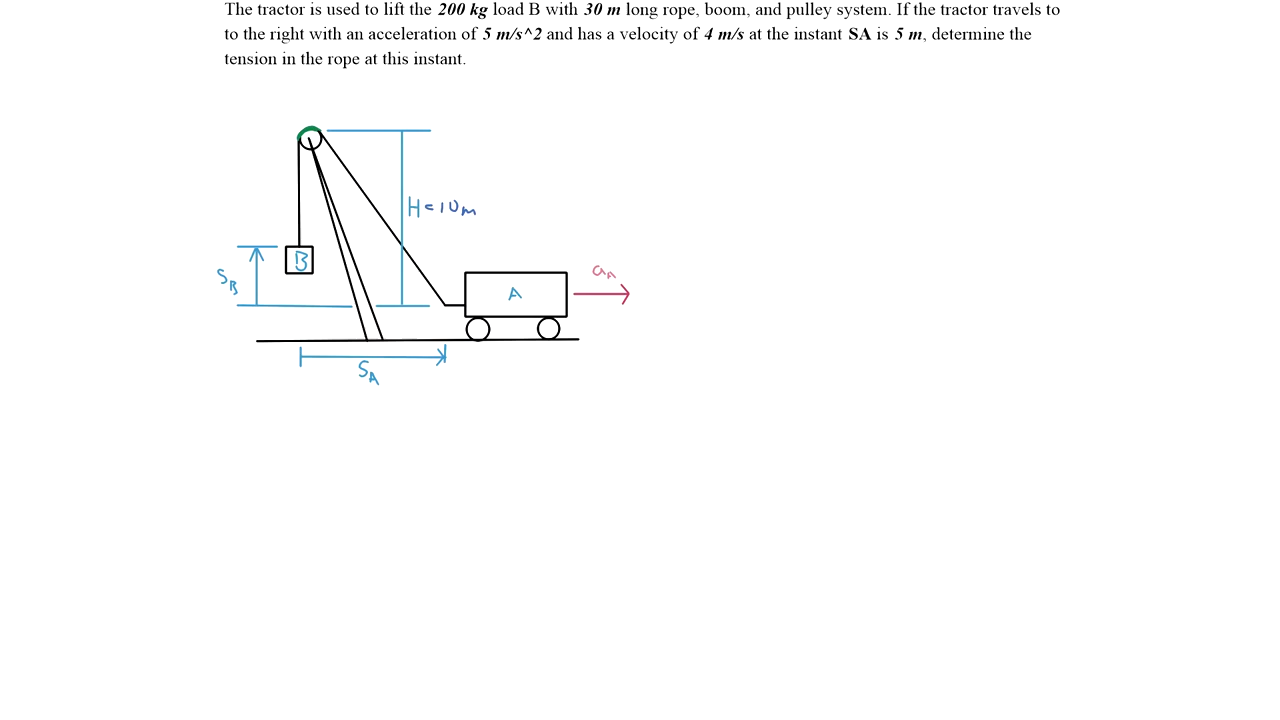 The tractor is used to lift the 200 kg load B with 30 m long rope, boom, and pulley system. If the tractor travels to
to the right with an acceleration of 5 m/s^2 and has a velocity of 4 m/s at the instant SA is 5 m, determine the
tension in the rope at this instant.
H=10m
B
SB
aA
A
SA